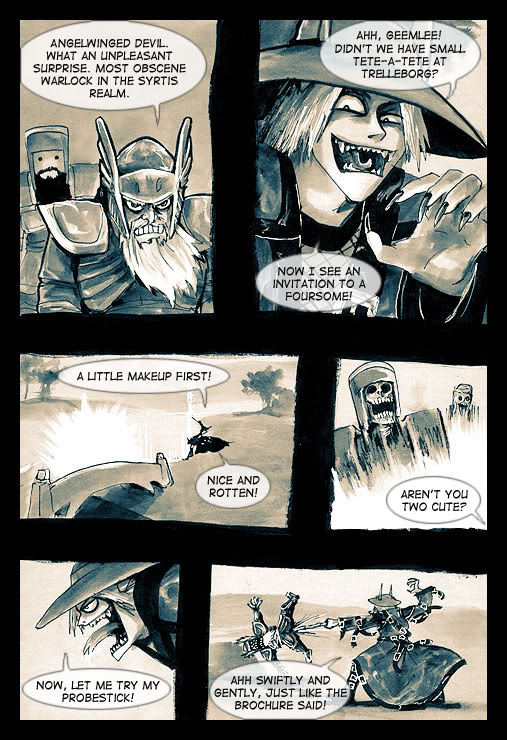 ANGELWINGED DEVIL.
WHAT AN UNPLEASANT
SURPRISE. MOST OBSCENE
WARLOCK IN THE SYRTIS
REALM.
AHH, GEEMLEE!
DIDN'T WE HAVE SMALL
TETE-A-TETE AT
TRELLEBORG?
NOW I SEE AN
INVITATION TO A
FOURSOME!
A LITTLE MAKEUP FIRST!
NICE AND
ROTTEN!
AREN'T YOU
TWO CUTE?
NOW, LET ME TRY MY
PROBESTICK!
AHH SWIFTLY AND
GENTLY, JUST LIKE THE
BROCHURE SAID!